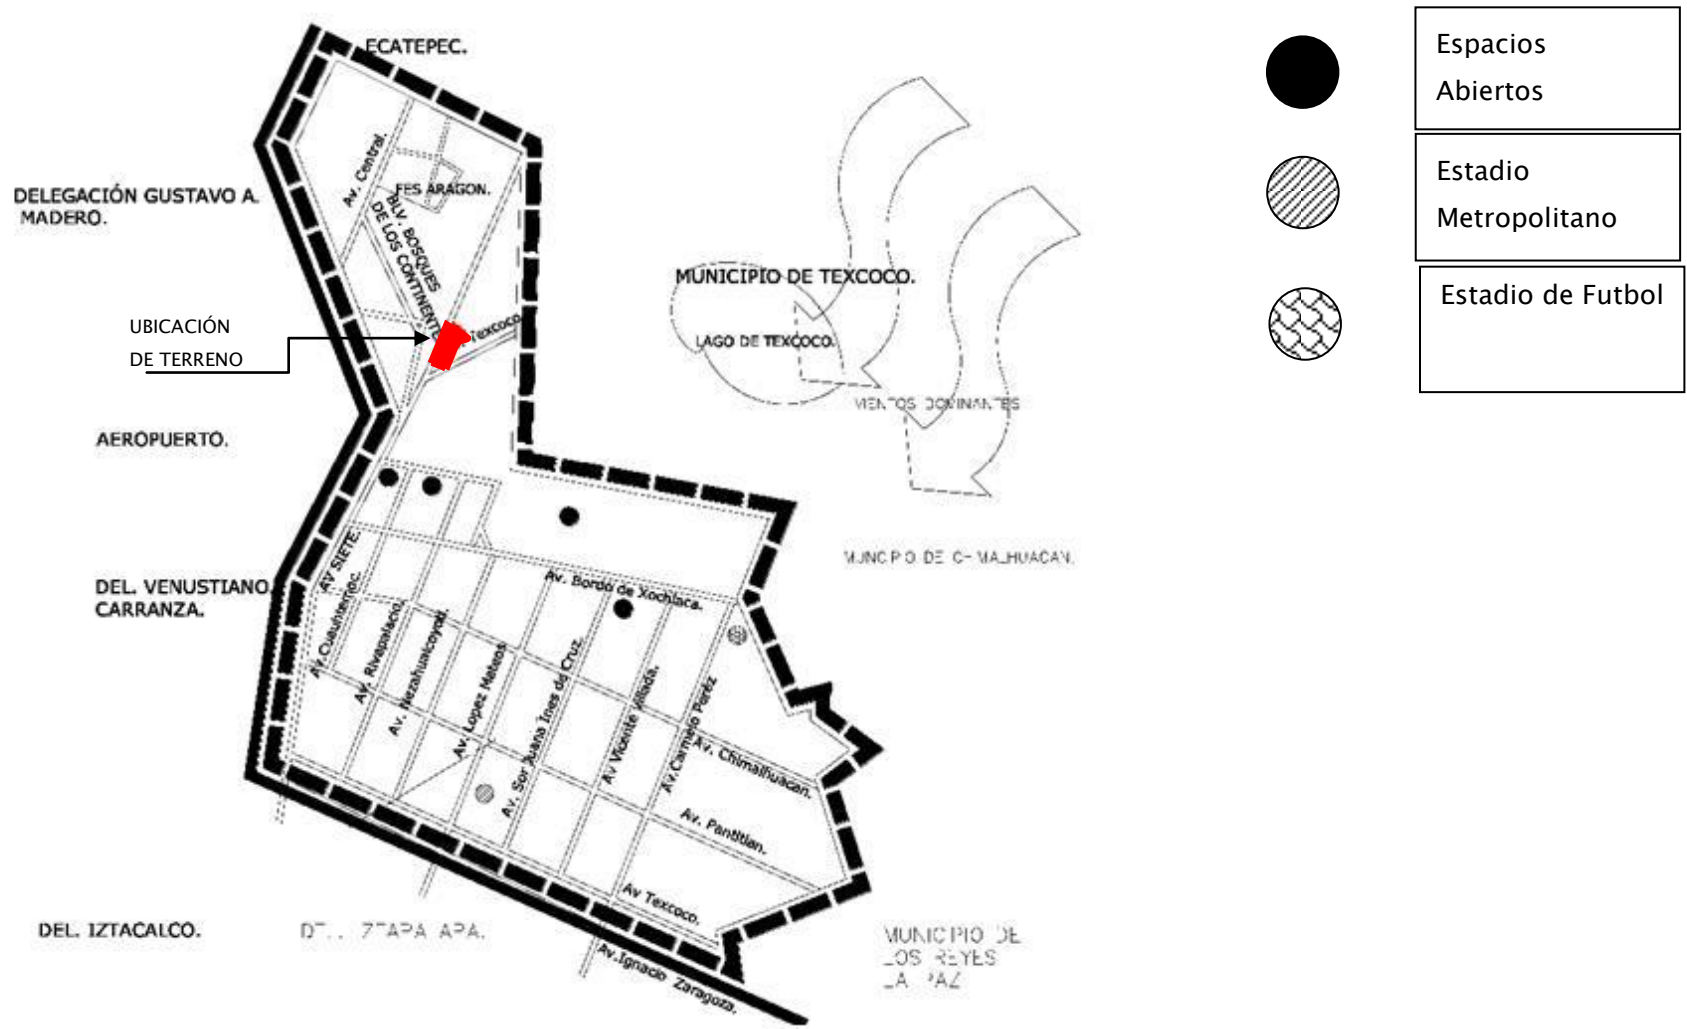 ECATEPEC.
Espacios
Abiertos
Av. Central.
FES ARAGON.
Estadio
Metropolitano
DELEGACIÓN GUSTAVO A.
MADERO.
BLV. BOSQUES
DE LOS CONTINENT
MUNICIPIO DE TEXCOCO.
Estadio de Futbol
UBICACIÓN
DE TERRENO
Texcoco.
LAGO DE TEXCOCO.
VIENTOS DOMINANTES
AEROPUERTO.
AV SIETE.
DEL. VENUSTIANO.
CARRANZA.
Av. Bordo de Xochiaca.
Av.Cuauhtemoc.
Av. Rivapalacio.
Av. Nezahualcoyotl.
Av. Lopez Mateos
Av. Sor Juana Ines de Cruz.
Av Vicente Villada.
Av.Carmelo Peréz
Av. Chimalhuacan.
Av. Pantitlan.
Av Texcoco.
DEL. IZTACALCO.
MUNICIPIO DE
LOS REYES
LA PAZ
Av.Ignacio Zaragoza.